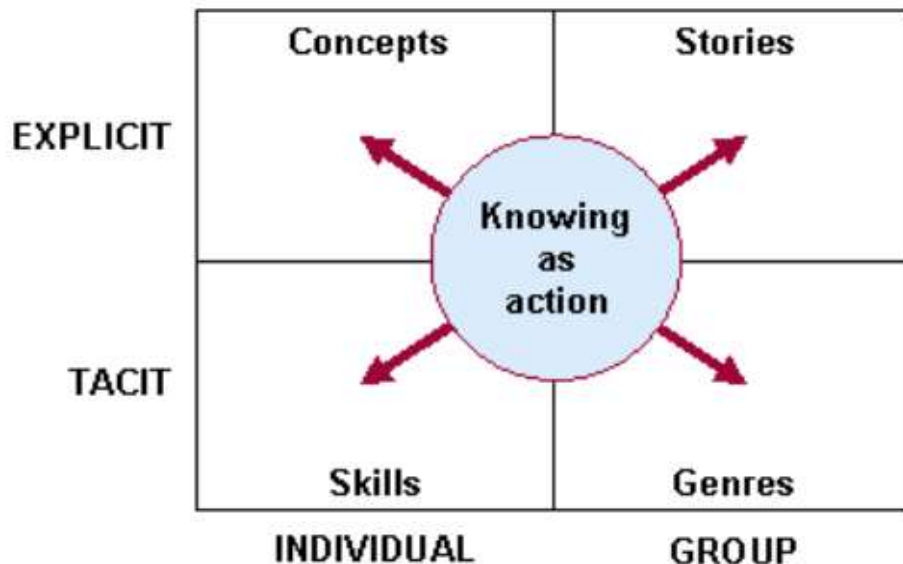 Concepts Stories
EXPLICIT
Knowing
as
action
TACIT
Skills Genres
INDIVIDUAL GROUP